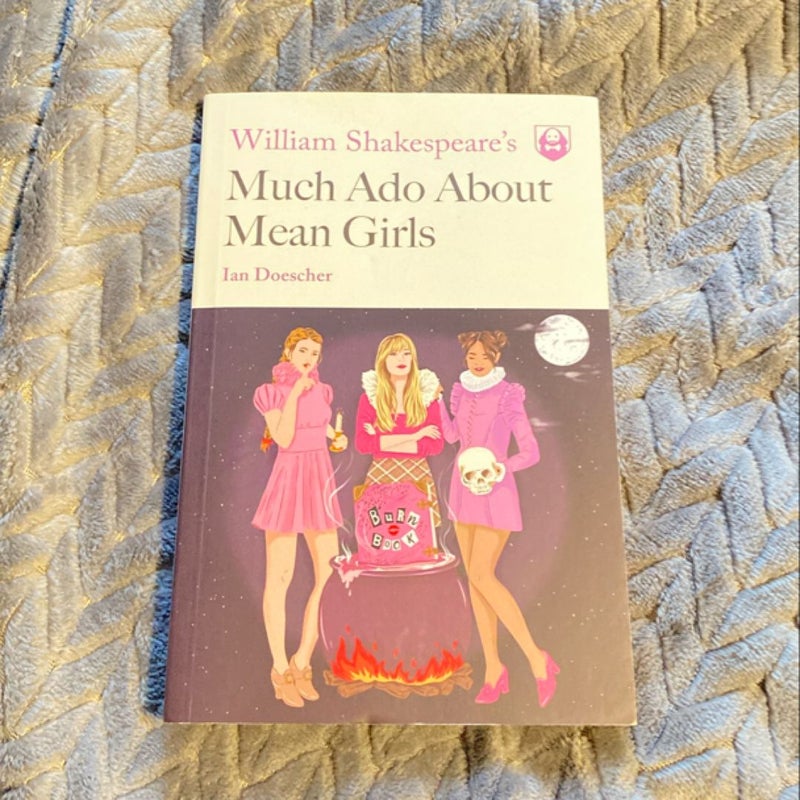 William Shakespeare's
Much Ado About
Mean Girls
Ian Doescher
BuRn
BooK